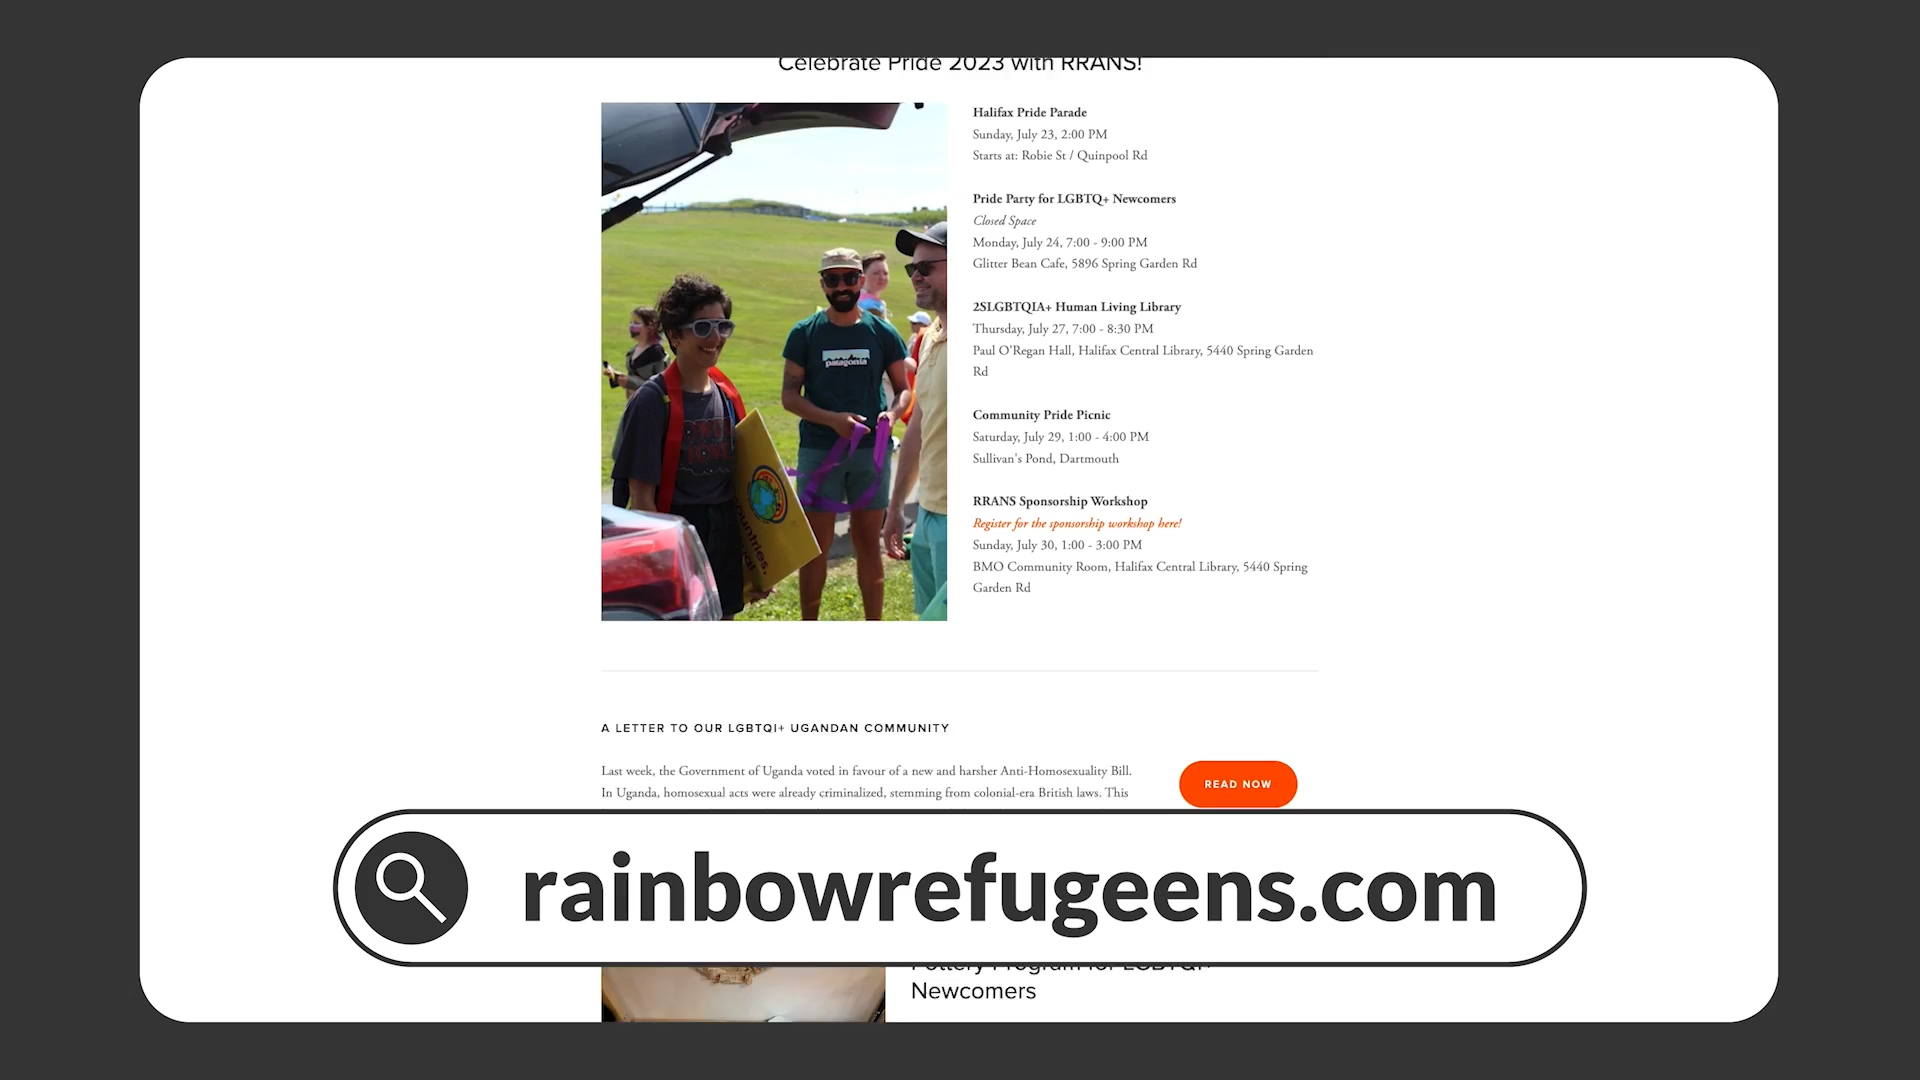 Celebrate Pride 2023 with RRANS!
Halifax Pride Parade
Sunday, July 23, 2:00 PM
Starts at: Robie St / Quinpool Rd
Pride Party for LGBTQ+ Newcomers
Closed Space
Monday, July 24, 7:00 - 9:00 PM
Glitter Bean Cafe, 5896 Spring Garden Rd
2SLGBTQIA+ Human Living Library
Thursday, July 27, 7:00 - 8:30 PM
Paul O'Regan Hall, Halifax Central Library, 5440 Spring Garden
Rd
Community Pride Picnic
Saturday, July 29, 1:00 - 4:00 PM
Sullivan's Pond, Dartmouth
RRANS Sponsorship Workshop
Register for the sponsorship workshop here!
Sunday, July 30, 1:00 - 3:00 PM
BMO Community Room, Halifax Central Library, 5440 Spring
Garden Rd
patagonia
A LETTER TO OUR LGBTQI+ UGANDAN COMMUNITY
Last week, the Government of Uganda voted in favour of a new and harsher Anti-Homosexuality Bill.
In Uganda, homosexual acts were already criminalized, stemming from colonial-era British laws. This
READ NOW
rainbowrefugeens.com
Pottery Program for LGBTQI+
Newcomers